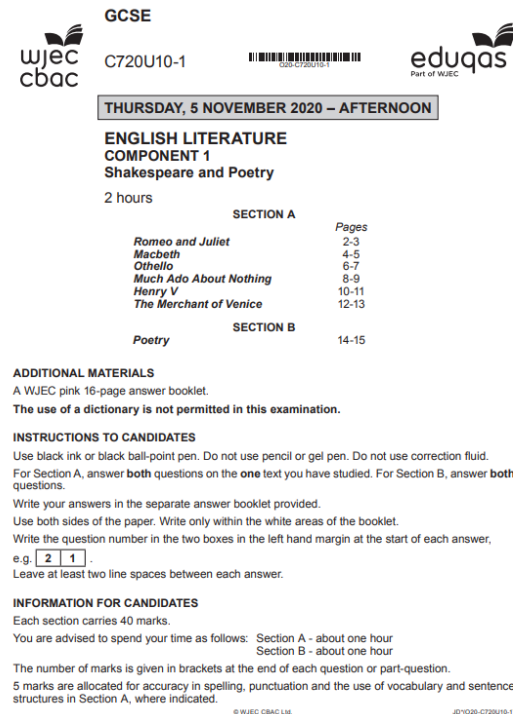 GCSE
wjec
cbac
C720U10-1
O20-C720U10-1
eduqas
Part of WJEC
THURSDAY, 5 NOVEMBER 2020 – AFTERNOON
ENGLISH LITERATURE
COMPONENT 1
Shakespeare and Poetry
2 hours
SECTION A
Pages
Romeo and Juliet 2-3
Macbeth 4-5
Othello 6-7
Much Ado About Nothing 8-9
Henry V 10-11
The Merchant of Venice 12-13
SECTION B
Poetry 14-15
ADDITIONAL MATERIALS
A WJEC pink 16-page answer booklet.
The use of a dictionary is not permitted in this examination.
INSTRUCTIONS TO CANDIDATES
Use black ink or black ball-point pen. Do not use pencil or gel pen. Do not use correction fluid.
For Section A, answer both questions on the one text you have studied. For Section B, answer both
questions.
Write your answers in the separate answer booklet provided.
Use both sides of the paper. Write only within the white areas of the booklet.
Write the question number in the two boxes in the left hand margin at the start of each answer,
e.g. 2 1 .
Leave at least two line spaces between each answer.
INFORMATION FOR CANDIDATES
Each section carries 40 marks.
You are advised to spend your time as follows: Section A - about one hour
Section B - about one hour
The number of marks is given in brackets at the end of each question or part-question.
5 marks are allocated for accuracy in spelling, punctuation and the use of vocabulary and sentence
structures in Section A, where indicated.
© WJEC CBAC Ltd.
JD*(O20-C720U10-1)